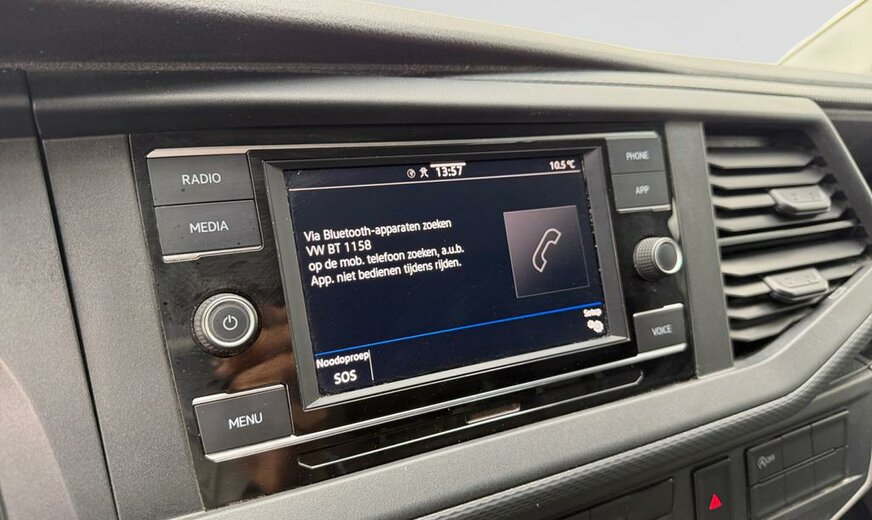 RADIO
MEDIA
MENU
13:57
10.5 °C
Via Bluetooth-apparaten zoeken
VW BT 1158
op de mob. telefoon zoeken, a.u.b.
App. niet bedienen tijdens rijden.
Setup
Noodoproep
SOS
PHONE
APP
VOICE
OFF